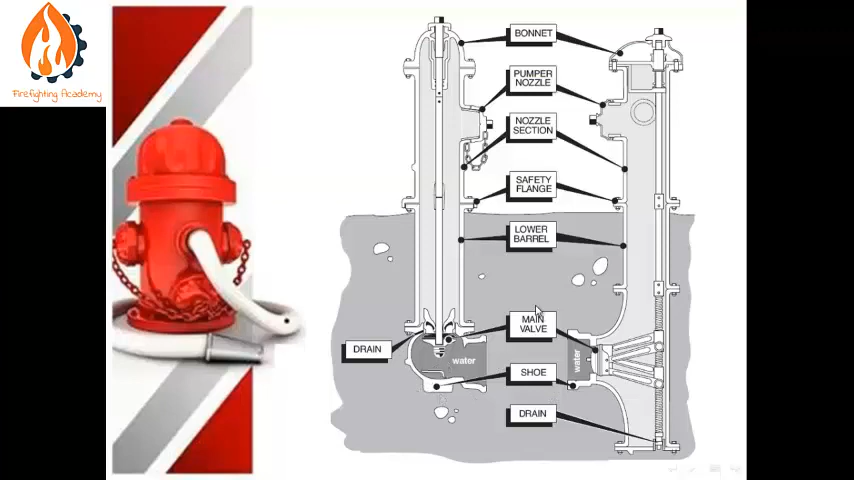 Firefighting Academy
BONNET
PUMPER
NOZZLE
NOZZLE
SECTION
SAFETY
FLANGE
LOWER
BARREL
MAIN
VALVE
DRAIN
water
water
SHOE
DRAIN